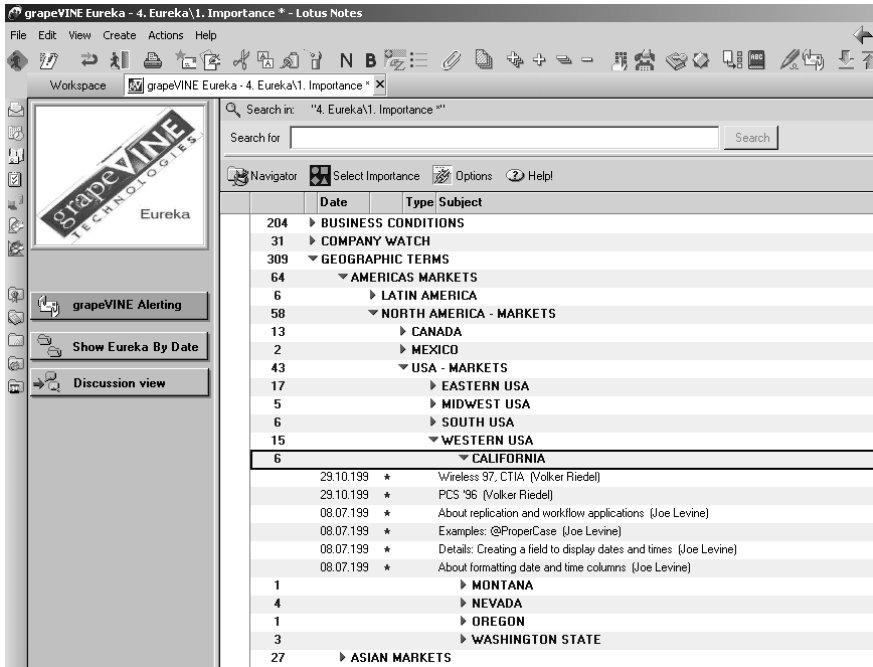 grapeVINE Eureka - 4. Eureka\1. Importance * - Lotus Notes
File Edit View Create Actions Help
Workspace grapeVINE Eureka - 4. Eureka\1. Importance *
Search in: "4. Eureka\1. Importance *"
Search for Search
grapeVINE
TECHNOLOGIES
Eureka
Navigator Select Importance Options Help!
Date Type Subject
204 BUSINESS CONDITIONS
31 COMPANY WATCH
309 GEOGRAPHIC TERMS
64 AMERICAS MARKETS
6 LATIN AMERICA
grapeVINE Alerting
58 NORTH AMERICA - MARKETS
13 CANADA
Show Eureka By Date
2 MEXICO
43 USA - MARKETS
Discussion view
17 EASTERN USA
5 MIDWEST USA
6 SOUTH USA
15 WESTERN USA
6 CALIFORNIA
29.10.199 * Wireless 97, CTIA (Volker Riedel)
29.10.199 * PCS '96 (Volker Riedel)
08.07.199 * About replication and workflow applications (Joe Levine)
08.07.199 * Examples: @ProperCase (Joe Levine)
08.07.199 * Details: Creating a field to display dates and times (Joe Levine)
08.07.199 * About formatting date and time columns (Joe Levine)
1 MONTANA
4 NEVADA
1 OREGON
3 WASHINGTON STATE
27 ASIAN MARKETS